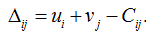 Δᵢⱼ = uᵢ + vⱼ − Cᵢⱼ.